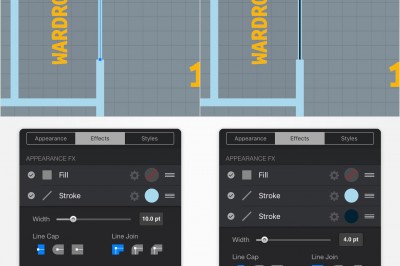 WARDRO
WARDRO
1
Appearance Effects Styles
APPEARANCE FX
Fill
Stroke
Width 10.0 pt
Line Cap Line Join
Appearance Effects Styles
APPEARANCE FX
Fill
Stroke
Stroke
Width 4.0 pt
Line Cap Line Join